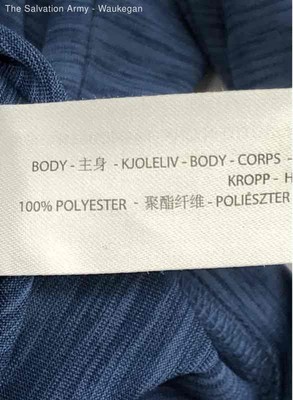 The Salvation Army - Waukegan
BODY - 主身 - KJOLELIV - BODY - CORPS -
KROPP - H
100% POLYESTER - 聚酯纤维 - POLIÉSZTER